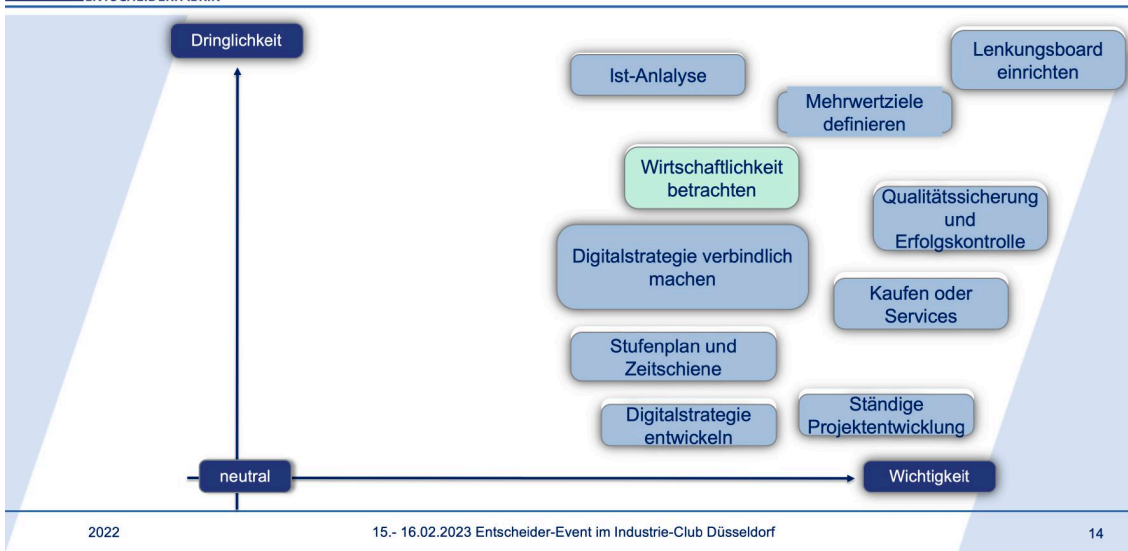 ENTSCHEIDERFABRIK
Dringlichkeit
Lenkungsboard
einrichten
Ist-Anlalyse
Mehrwertziele
definieren
Wirtschaftlichkeit
betrachten
Qualitätssicherung
und
Erfolgskontrolle
Digitalstrategie verbindlich
machen
Kaufen oder
Services
Stufenplan und
Zeitschiene
Ständige
Projektentwicklung
Digitalstrategie
entwickeln
neutral
Wichtigkeit
2022
15.- 16.02.2023 Entscheider-Event im Industrie-Club Düsseldorf
14